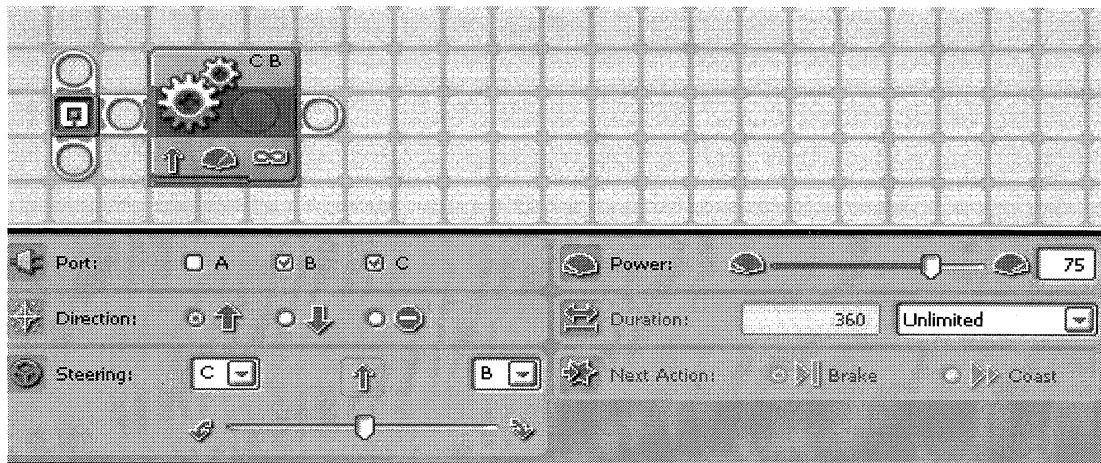 C B
Port: A B C
Power: 75
Direction:
Duration: 360 Unlimited
Steering: C B
Next Action: Brake Coast